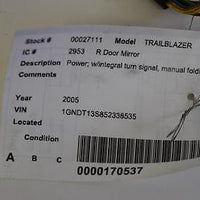 Stock # 00027111 Model TRAILBLAZER
IC # 2953 R Door Mirror
Description Power; w/integral turn signal, manual foldi
Comments
Year 2005
VIN 1GNDT13S852338535
Located
Condition
A B C
0000170537